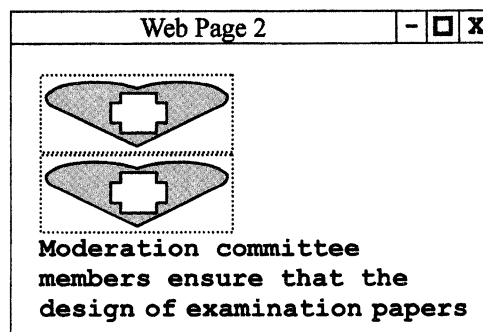 Web Page 2 - X
Moderation committee
members ensure that the
design of examination papers